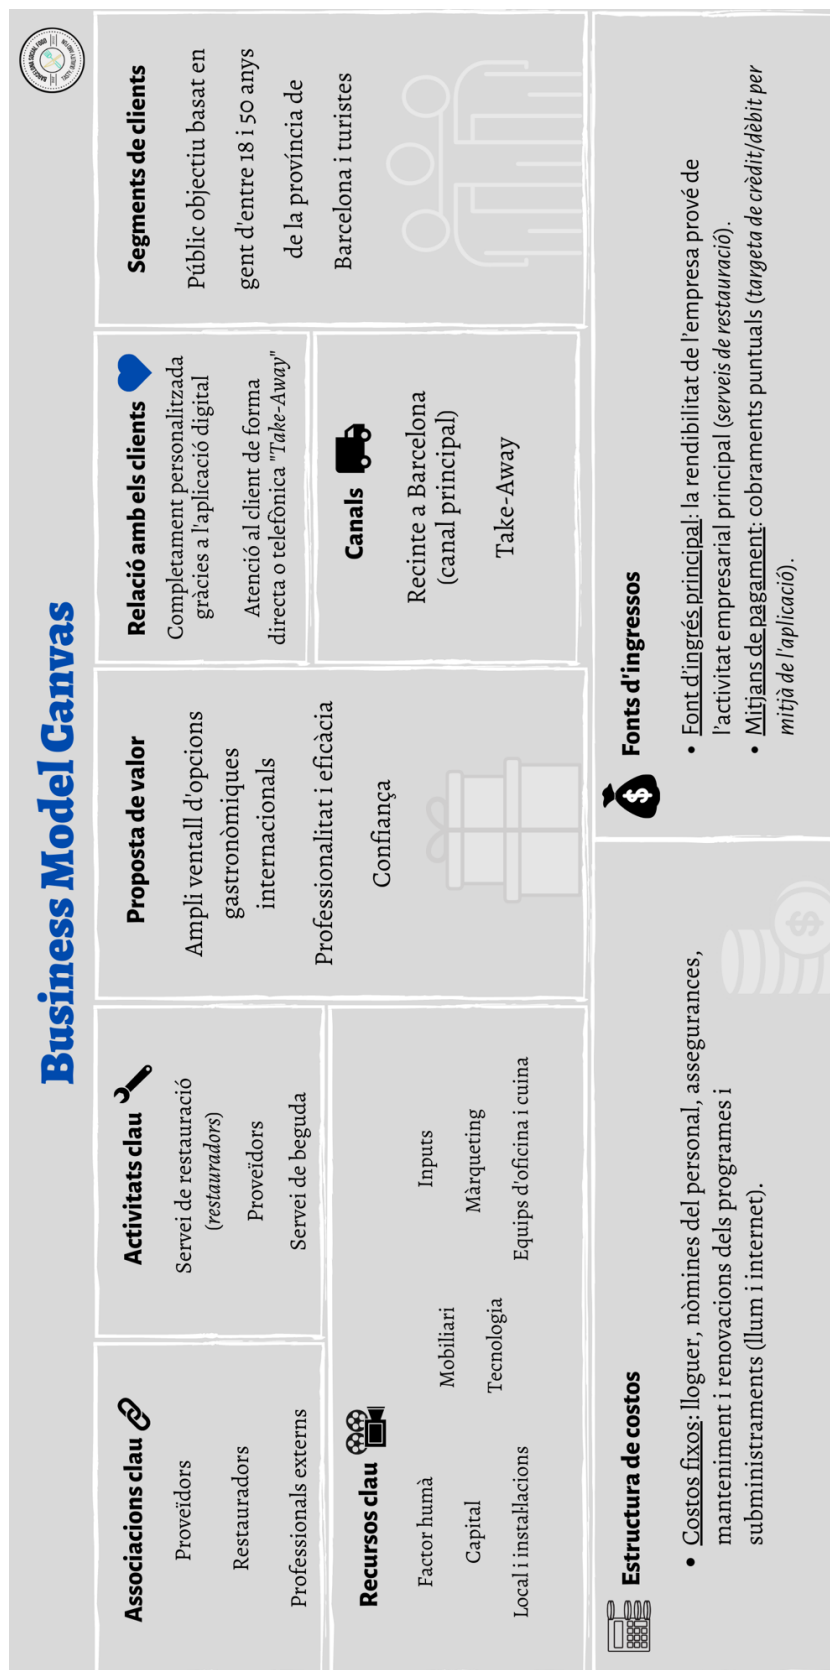 Business Model Canvas
BARCELONA SOCIAL FOOD
Associacions clau
Proveïdors
Restauradors
Professionals externs
Activitats clau
Servei de restauració
(restauradors)
Proveïdors
Servei de beguda
Recursos clau
Factor humà
Capital
Local i instal·lacions
Mobiliari
Tecnologia
Inputs
Màrqueting
Equips d'oficina i cuina
Proposta de valor
Ampli ventall d'opcions
gastronòmiques
internacionals
Professionalitat i eficàcia
Confiança
Relació amb els clients
Completament personalitzada
gràcies a l'aplicació digital
Atenció al client de forma
directa o telefònica "Take-Away"
Canals
Recinte a Barcelona
(canal principal)
Take-Away
Segments de clients
Públic objectiu basat en
gent d'entre 18 i 50 anys
de la província de
Barcelona i turistes
Estructura de costos
• Costos fixos: lloguer, nòmines del personal, assegurances,
manteniment i renovacions dels programes i
subministraments (llum i internet).
Fonts d'ingressos
• Font d'ingrés principal: la rendibilitat de l'empresa prové de
l'activitat empresarial principal (serveis de restauració).
• Mitjans de pagament: cobraments puntuals (targeta de crèdit/dèbit per
mitjà de l'aplicació).